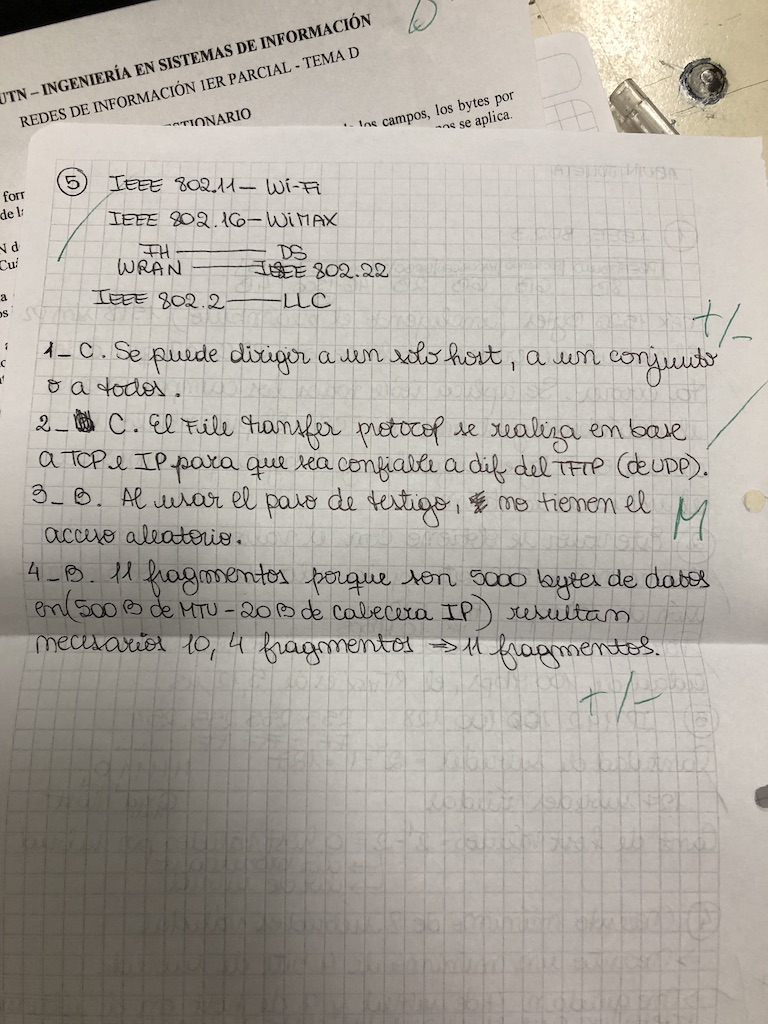 UTN – INGENIERÍA EN SISTEMAS DE INFORMACIÓN
REDES DE INFORMACIÓN 1ER PARCIAL - TEMA D
los campos, los bytes por
se aplica.
5 IEEE 802.11 – Wi-Fi
IEEE 802.16 – WiMAX
FH — DS
WRAN — IEEE 802.22
IEEE 802.2 — LLC
+/-
1_ C. Se puede dirigir a un solo host, a un conjunto
o a todos.
2_ C. El File transfer protocol se realiza en base
a TCP e IP para que sea confiable a dif del TFTP (de UDP).
3_ B. Al usar el paso de testigo, no tienen el
M
acceso aleatorio.
4_ B. 11 fragmentos porque son 5000 bytes de datos
en (500 B de MTU - 20 B de cabecera IP) resultan
necesarios 10,4 fragmentos => 11 fragmentos.
+/-